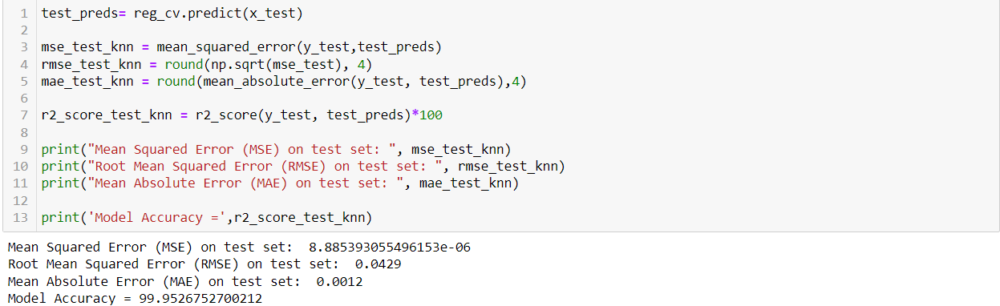 1 test_preds= reg_cv.predict(x_test)
2
3 mse_test_knn = mean_squared_error(y_test,test_preds)
4 rmse_test_knn = round(np.sqrt(mse_test), 4)
5 mae_test_knn = round(mean_absolute_error(y_test, test_preds),4)
6
7 r2_score_test_knn = r2_score(y_test, test_preds)*100
8
9 print("Mean Squared Error (MSE) on test set: ", mse_test_knn)
10 print("Root Mean Squared Error (RMSE) on test set: ", rmse_test_knn)
11 print("Mean Absolute Error (MAE) on test set: ", mae_test_knn)
12
13 print('Model Accuracy =',r2_score_test_knn)
Mean Squared Error (MSE) on test set:  8.885393055496153e-06
Root Mean Squared Error (RMSE) on test set:  0.0429
Mean Absolute Error (MAE) on test set:  0.0012
Model Accuracy = 99.9526752700212